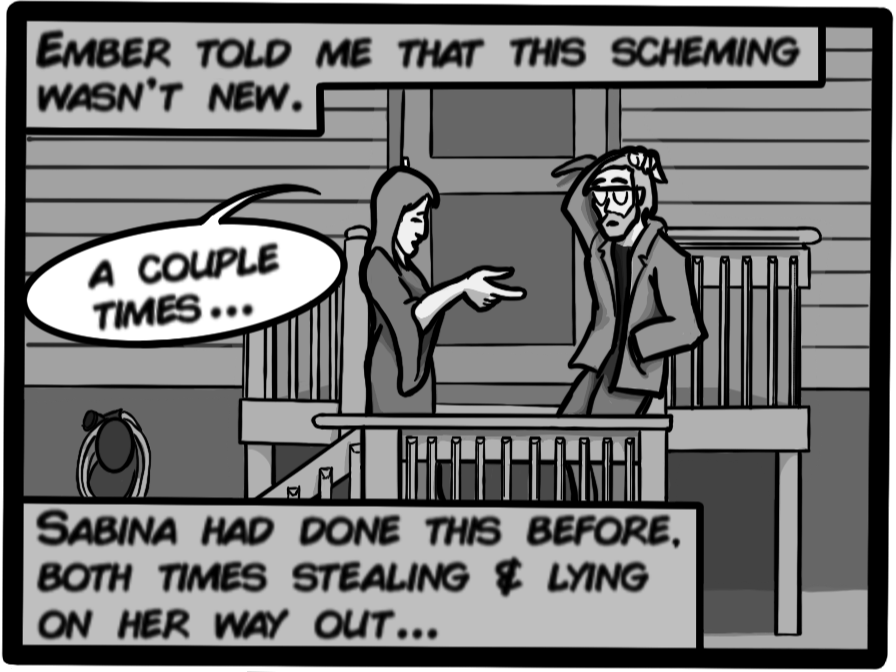 EMBER TOLD ME THAT THIS SCHEMING
WASN'T NEW.
A COUPLE
TIMES...
SABINA HAD DONE THIS BEFORE,
BOTH TIMES STEALING & LYING
ON HER WAY OUT...